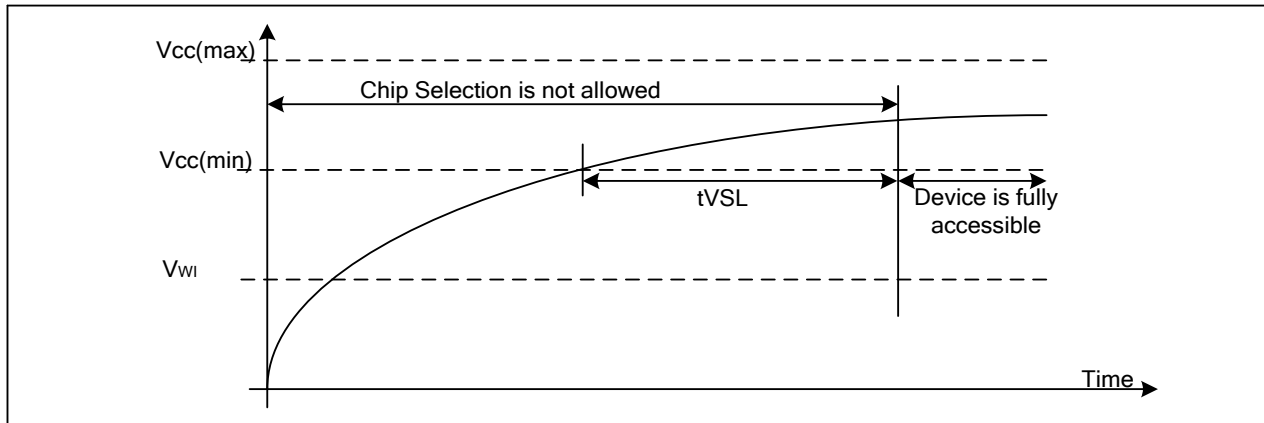 Vcc(max)
Chip Selection is not allowed
Vcc(min)
tVSL
Device is fully
accessible
VWI
Time